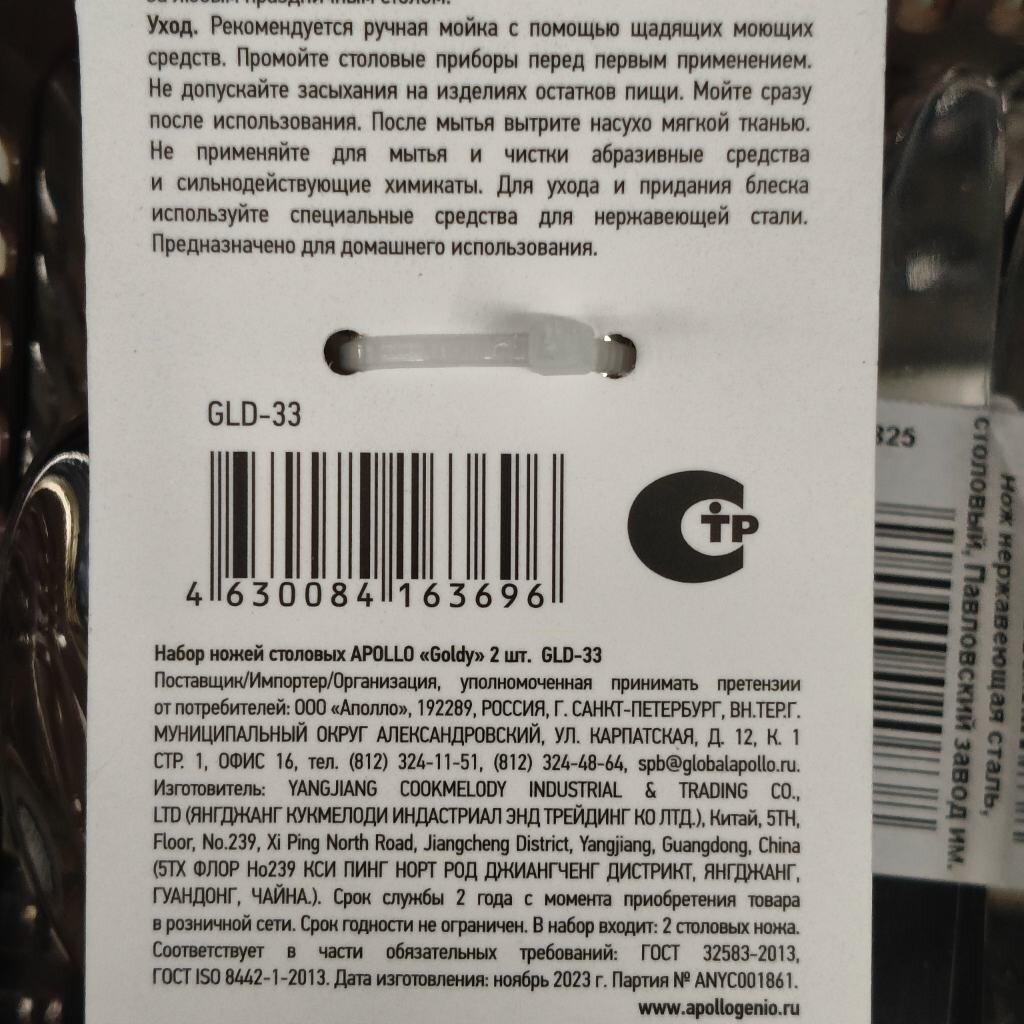 за любым праздничным столом.
Уход. Рекомендуется ручная мойка с помощью щадящих моющих
средств. Промойте столовые приборы перед первым применением.
Не допускайте засыхания на изделиях остатков пищи. Мойте сразу
после использования. После мытья вытрите насухо мягкой тканью.
Не применяйте для мытья и чистки абразивные средства
и сильнодействующие химикаты. Для ухода и придания блеска
используйте специальные средства для нержавеющей стали.
Предназначено для домашнего использования.
GLD-33
4 630084 163696
СТР
Набор ножей столовых APOLLO «Goldy» 2 шт. GLD-33
Поставщик/Импортер/Организация, уполномоченная принимать претензии
от потребителей: ООО «Аполло», 192289, РОССИЯ, Г. САНКТ-ПЕТЕРБУРГ, ВН.ТЕР.Г.
МУНИЦИПАЛЬНЫЙ ОКРУГ АЛЕКСАНДРОВСКИЙ, УЛ. КАРПАТСКАЯ, Д. 12, К. 1
СТР. 1, ОФИС 16, тел. (812) 324-11-51, (812) 324-48-64, spb@globalapollo.ru.
Изготовитель: YANGJIANG COOKMELODY INDUSTRIAL & TRADING CO.,
LTD (ЯНГДЖАНГ КУКМЕЛОДИ ИНДАСТРИАЛ ЭНД ТРЕЙДИНГ КО ЛТД.), Китай, 5TH,
Floor, No.239, Xi Ping North Road, Jiangcheng District, Yangjiang, Guangdong, China
(5ТХ ФЛОР Но239 КСИ ПИНГ НОРТ РОД ДЖИАНГЧЕНГ ДИСТРИКТ, ЯНГДЖАНГ,
ГУАНДОНГ, ЧАЙНА.). Срок службы 2 года с момента приобретения товара
в розничной сети. Срок годности не ограничен. В набор входит: 2 столовых ножа.
Соответствует в части обязательных требований: ГОСТ 32583-2013,
ГОСТ ISO 8442-1-2013. Дата изготовления: ноябрь 2023 г. Партия № ANYC001861.
www.apollogenio.ru
325
Нож нержавеющая сталь,
столовый, Павловский завод им.